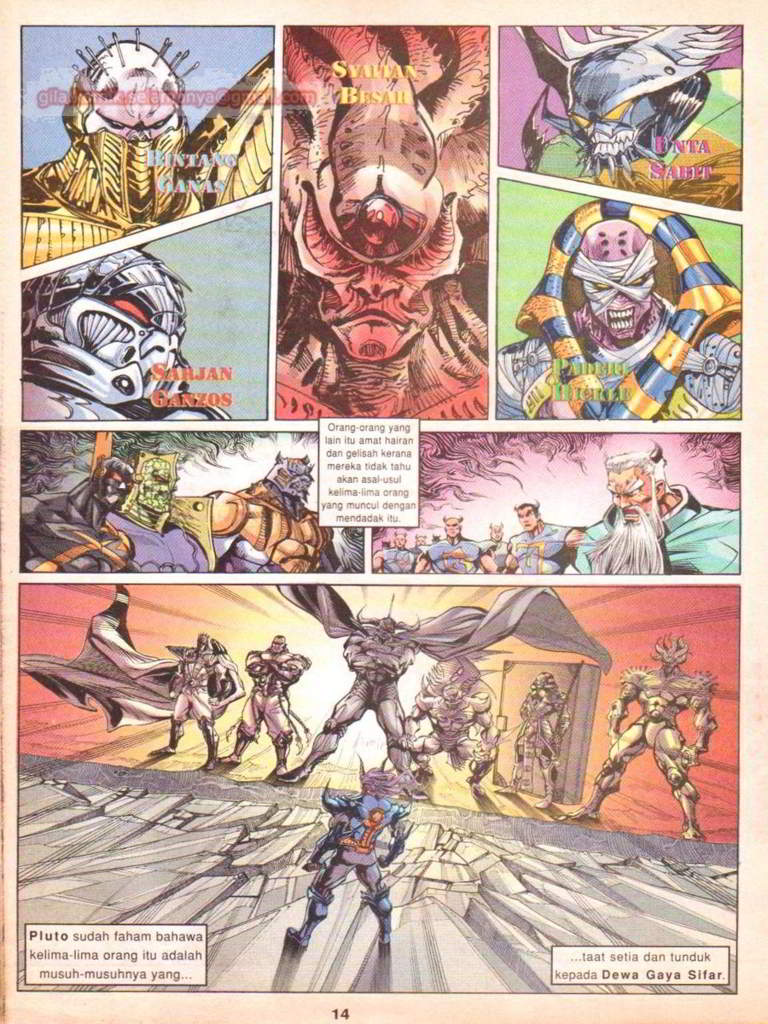 BINTANG
GANAS
SYAITAN
BESAR
UNTA
SABIT
SARJAN
GANZOS
PADERI
Orang-orang yang
lain itu amat hairan
dan gelisah kerana
mereka tidak tahu
akan asal-usul
kelima-lima orang
yang muncul dengan
mendadak itu.
Pluto sudah faham bahawa
kelima-lima orang itu adalah
musuh-musuhnya yang...
...taat setia dan tunduk
kepada Dewa Gaya Sifar.
14